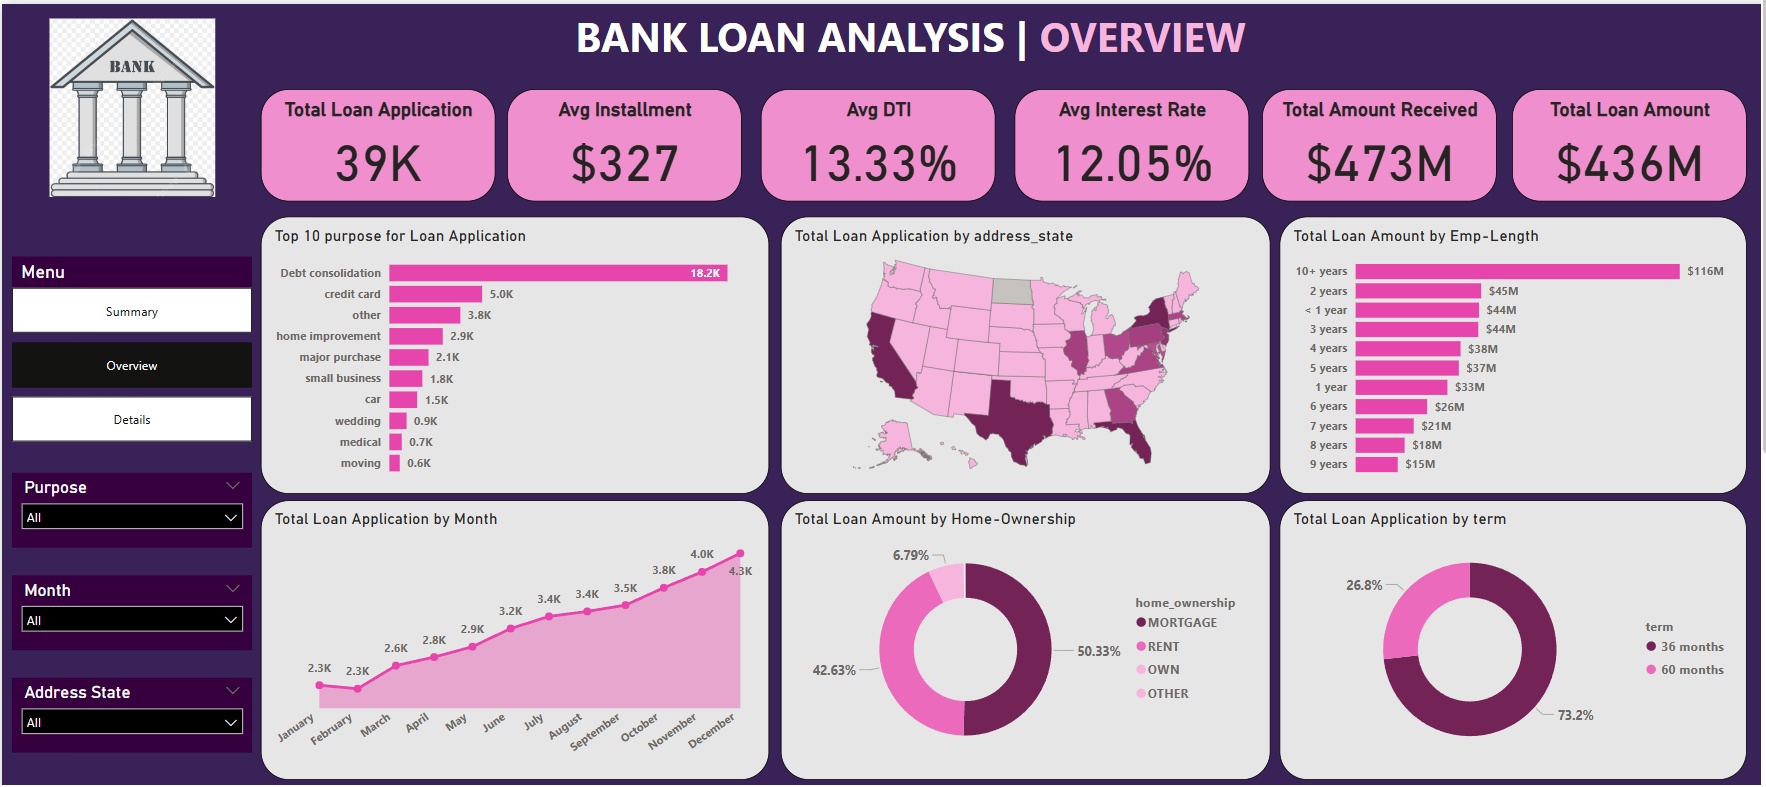 BANK LOAN ANALYSIS | OVERVIEW
BANK
Total Loan Application
39K
Avg Installment
$327
Avg DTI
13.33%
Avg Interest Rate
12.05%
Total Amount Received
$473M
Total Loan Amount
$436M
Menu
Summary
Overview
Details
Purpose
All
Month
All
Address State
All
Top 10 purpose for Loan Application
Debt consolidation 18.2K
credit card 5.0K
other 3.8K
home improvement 2.9K
major purchase 2.1K
small business 1.8K
car 1.5K
wedding 0.9K
medical 0.7K
moving 0.6K
Total Loan Application by address_state
Total Loan Amount by Emp-Length
10+ years $116M
2 years $45M
< 1 year $44M
3 years $44M
4 years $38M
5 years $37M
1 year $33M
6 years $26M
7 years $21M
8 years $18M
9 years $15M
Total Loan Application by Month
2.3K
2.3K
2.6K
2.8K
2.9K
3.2K
3.4K
3.4K
3.5K
3.8K
4.0K
4.3K
January
February
March
April
May
June
July
August
September
October
November
December
Total Loan Amount by Home-Ownership
6.79%
42.63%
50.33%
home_ownership
MORTGAGE
RENT
OWN
OTHER
Total Loan Application by term
26.8%
73.2%
term
36 months
60 months